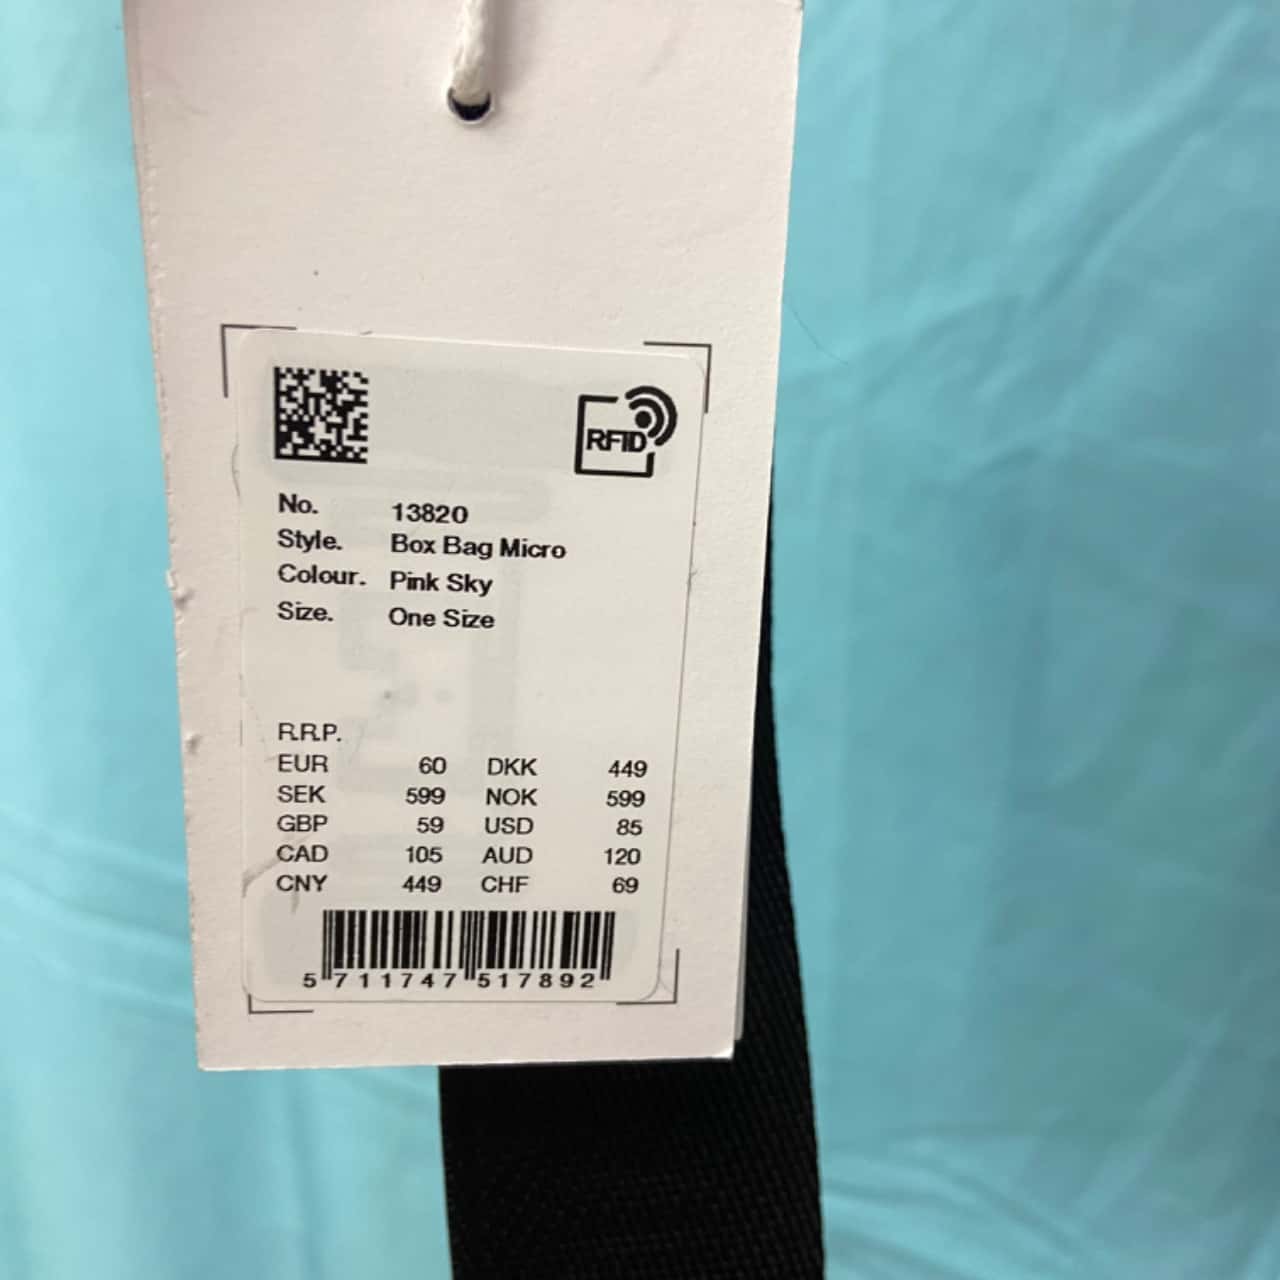 RFID
No. 13820
Style. Box Bag Micro
Colour. Pink Sky
Size. One Size
R.R.P.
EUR 60 DKK 449
SEK 599 NOK 599
GBP 59 USD 85
CAD 105 AUD 120
CNY 449 CHF 69
5 711747 517892